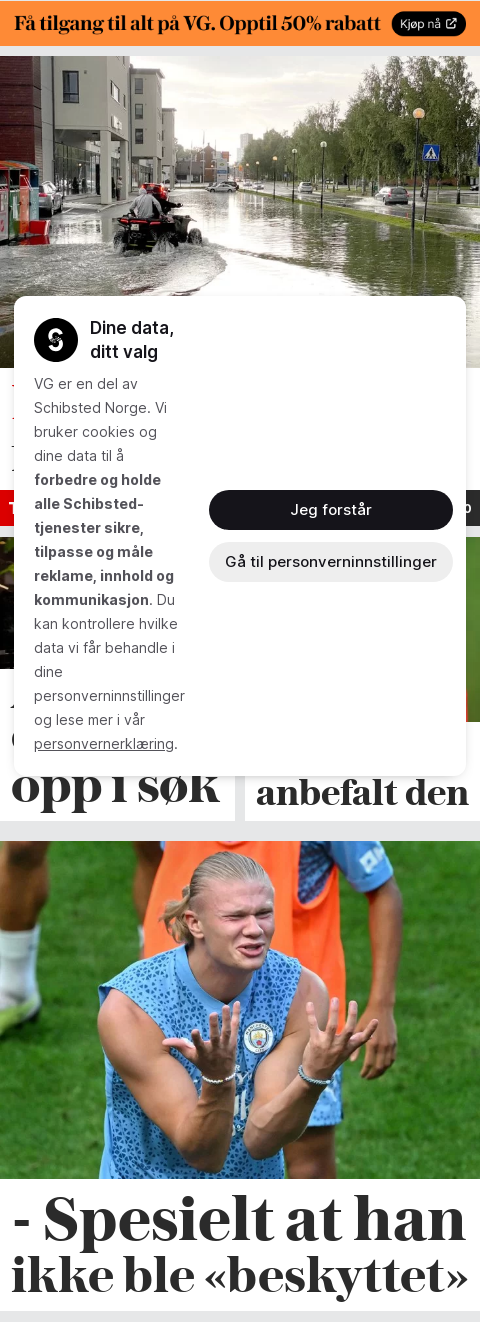 Få tilgang til alt på VG. Opptil 50% rabatt
Kjøp nå
Dine data,
ditt valg
VG er en del av
Schibsted Norge. Vi
bruker cookies og
dine data til å
forbedre og holde
alle Schibsted-
tjenester sikre,
tilpasse og måle
reklame, innhold og
kommunikasjon. Du
kan kontrollere hvilke
data vi får behandle i
dine
personverninnstillinger
og lese mer i vår
personvernerklæring.
Jeg forstår
Gå til personverninnstillinger
opp i søk
anbefalt den
- Spesielt at han
ikke ble «beskyttet»